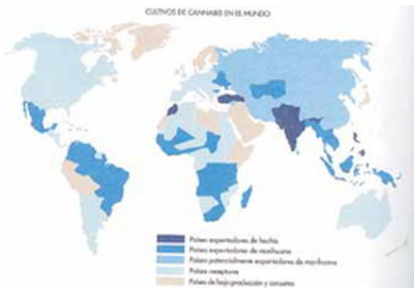 CULTIVOS DE CANNABIS EN EL MUNDO
Países exportadores de hachís
Países exportadores de marihuana
Países potencialmente exportadores de marihuana
Países receptores
Países de baja producción y consumo